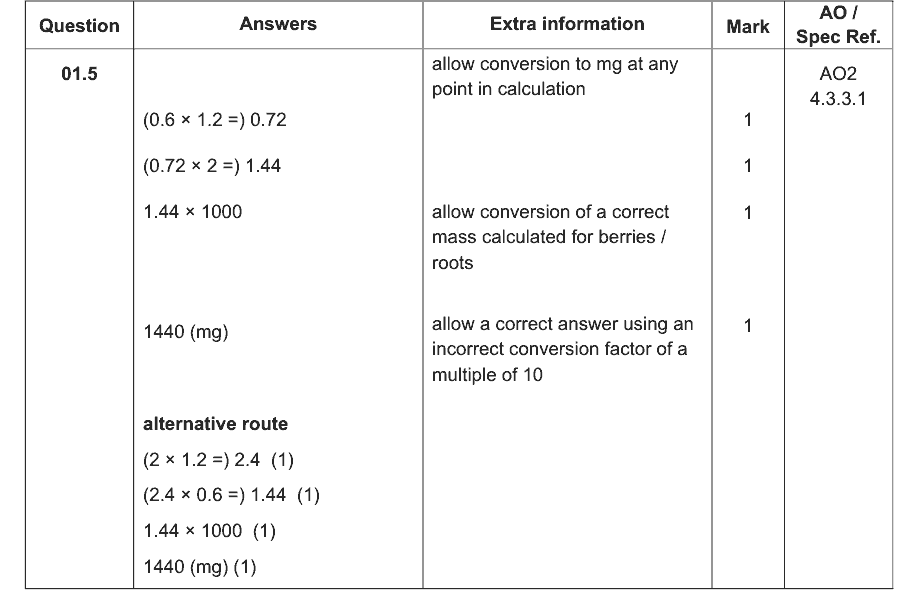 Question Answers Extra information Mark AO /
Spec Ref.
01.5 allow conversion to mg at any AO2
point in calculation 4.3.3.1
(0.6 × 1.2 =) 0.72 1
(0.72 × 2 =) 1.44 1
1.44 × 1000 allow conversion of a correct 1
mass calculated for berries /
roots
1440 (mg) allow a correct answer using an 1
incorrect conversion factor of a
multiple of 10
alternative route
(2 × 1.2 =) 2.4 (1)
(2.4 × 0.6 =) 1.44 (1)
1.44 × 1000 (1)
1440 (mg) (1)